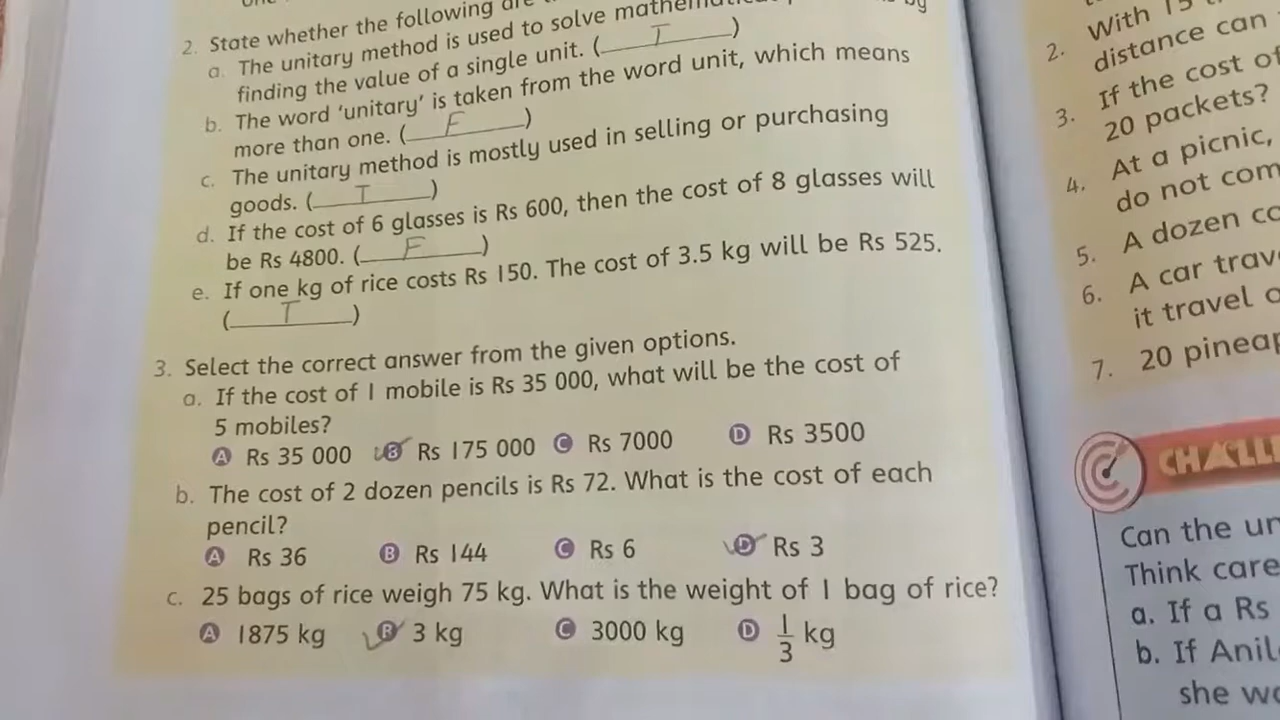 2. State whether the following
a. The unitary method is used to solve
finding the value of a single unit. ( T )
b. The word 'unitary' is taken from the word unit, which means
more than one. ( F )
c. The unitary method is mostly used in selling or purchasing
goods. ( T )
d. If the cost of 6 glasses is Rs 600, then the cost of 8 glasses will
be Rs 4800. ( F )
e. If one kg of rice costs Rs 150. The cost of 3.5 kg will be Rs 525.
( T )
3. Select the correct answer from the given options.
a. If the cost of 1 mobile is Rs 35 000, what will be the cost of
5 mobiles?
A Rs 35 000 B Rs 175 000 C Rs 7000 D Rs 3500
b. The cost of 2 dozen pencils is Rs 72. What is the cost of each
pencil?
A Rs 36 B Rs 144 C Rs 6 D Rs 3
c. 25 bags of rice weigh 75 kg. What is the weight of 1 bag of rice?
A 1875 kg B 3 kg C 3000 kg D 1/3 kg
2. With 15
distance can
3. If the cost of
20 packets?
4. At a picnic,
do not com
5. A dozen
6. A car
it travel
7. 20
Can the
Think
a. If a Rs
b. If Anil
she